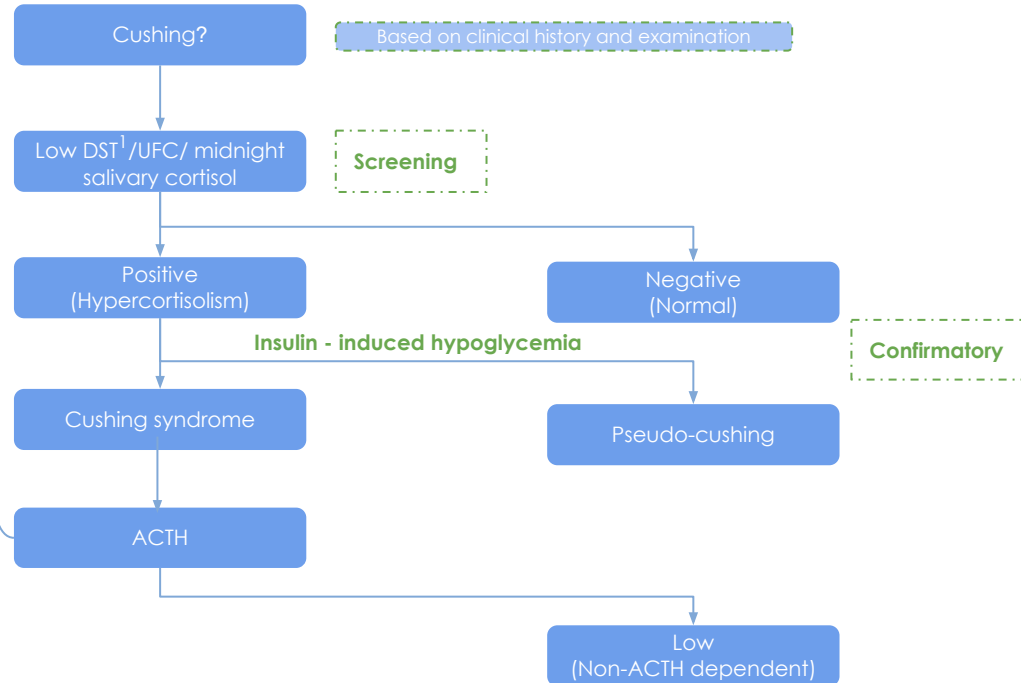 Cushing?
Based on clinical history and examination
Low DST1/UFC/ midnight
salivary cortisol
Screening
Positive
(Hypercortisolism)
Negative
(Normal)
Insulin - induced hypoglycemia
Confirmatory
Cushing syndrome
Pseudo-cushing
ACTH
Low
(Non-ACTH dependent)